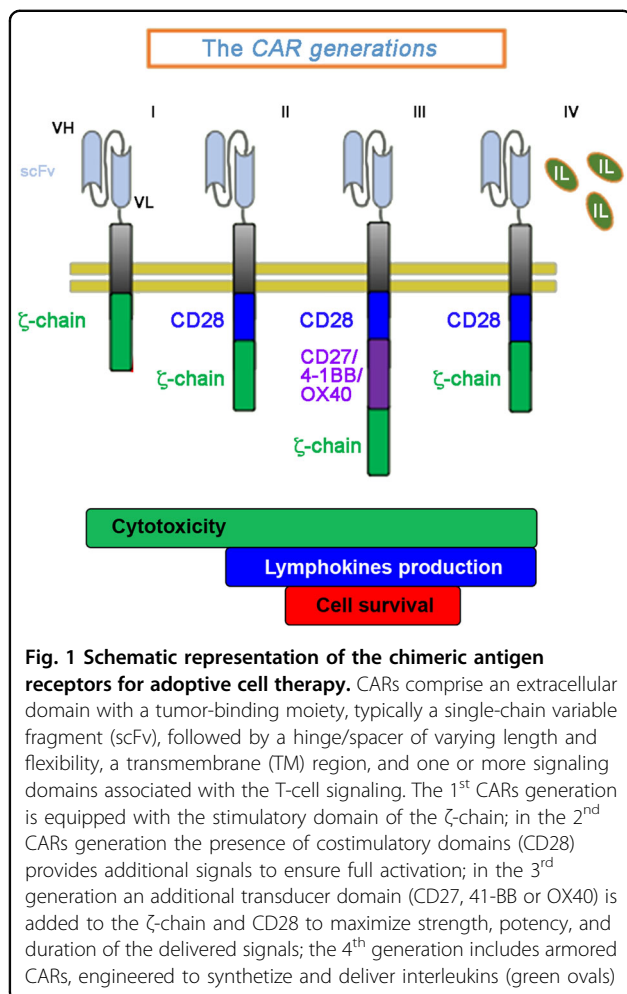 The CAR generations
I II III IV
VH
scFv
VL
IL IL
IL
ζ-chain CD28 CD28 CD28
ζ-chain CD27/ ζ-chain
4-1BB/
OX40
ζ-chain
Cytotoxicity
Lymphokines production
Cell survival
Fig. 1 Schematic representation of the chimeric antigen
receptors for adoptive cell therapy. CARs comprise an extracellular
domain with a tumor-binding moiety, typically a single-chain variable
fragment (scFv), followed by a hinge/spacer of varying length and
flexibility, a transmembrane (TM) region, and one or more signaling
domains associated with the T-cell signaling. The 1st CARs generation
is equipped with the stimulatory domain of the ζ-chain; in the 2nd
CARs generation the presence of costimulatory domains (CD28)
provides additional signals to ensure full activation; in the 3rd
generation an additional transducer domain (CD27, 41-BB or OX40) is
added to the ζ-chain and CD28 to maximize strength, potency, and
duration of the delivered signals; the 4th generation includes armored
CARs, engineered to synthetize and deliver interleukins (green ovals)